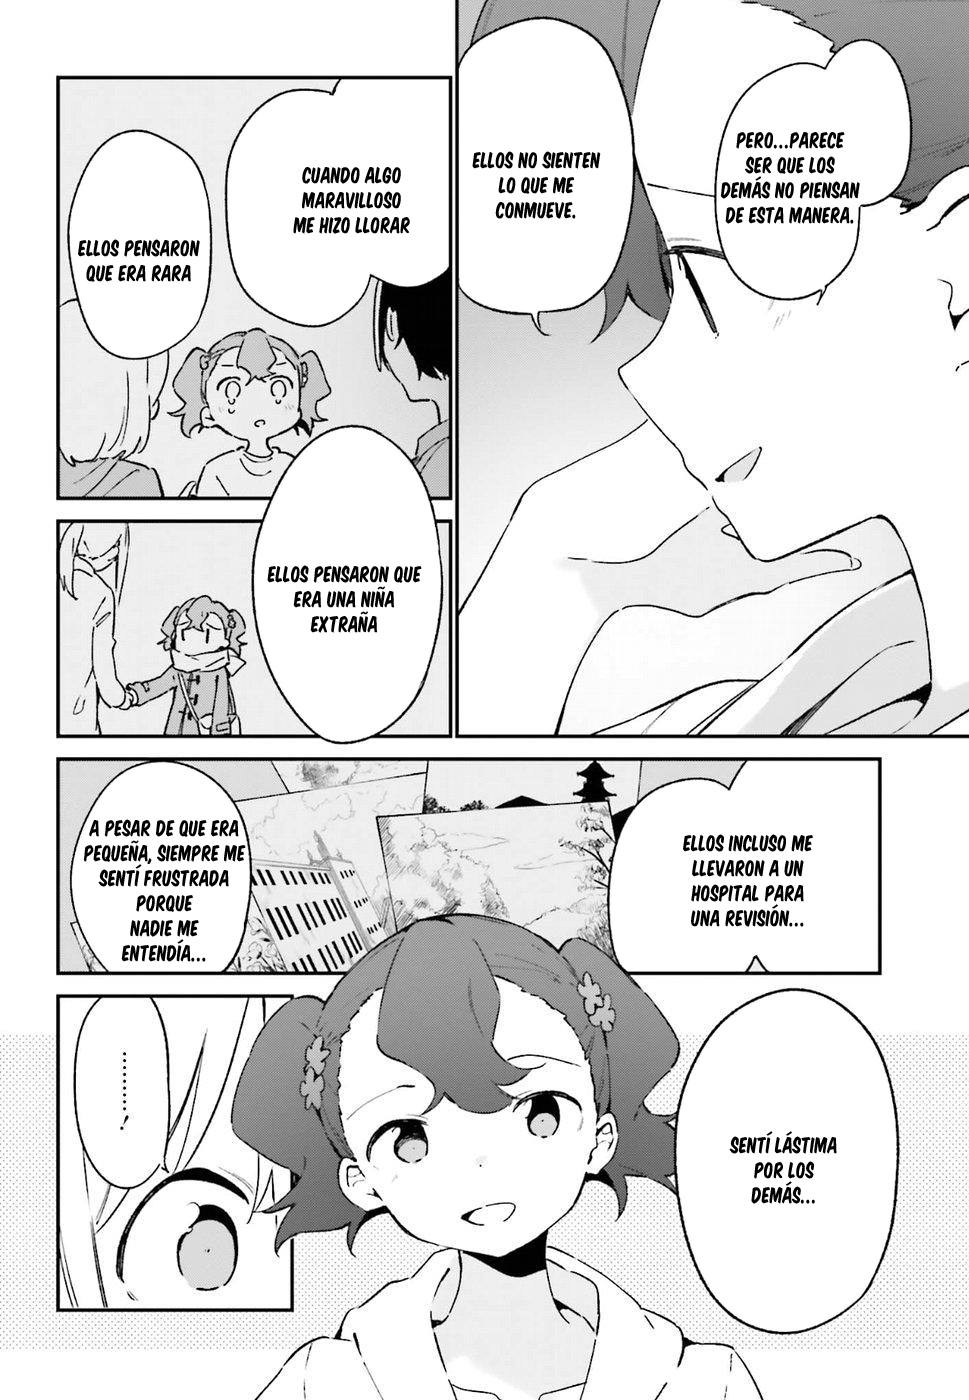 PERO...PARECE
SER QUE LOS
DEMÁS NO PIENSAN
DE ESTA MANERA.
ELLOS NO SIENTEN
LO QUE ME
CONMUEVE.
CUANDO ALGO
MARAVILLOSO
ME HIZO LLORAR
ELLOS PENSARON
QUE ERA RARA
ELLOS PENSARON QUE
ERA UNA NIÑA
EXTRAÑA
ELLOS INCLUSO ME
LLEVARON A UN
HOSPITAL PARA
UNA REVISIÓN...
A PESAR DE QUE ERA
PEQUEÑA, SIEMPRE ME
SENTÍ FRUSTRADA
PORQUE
NADIE ME
ENTENDÍA...
SENTÍ LÁSTIMA
POR LOS
DEMÁS...
.........!